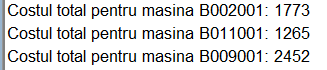 Costul total pentru masina B002001: 1773
Costul total pentru masina B011001: 1265
Costul total pentru masina B009001: 2452